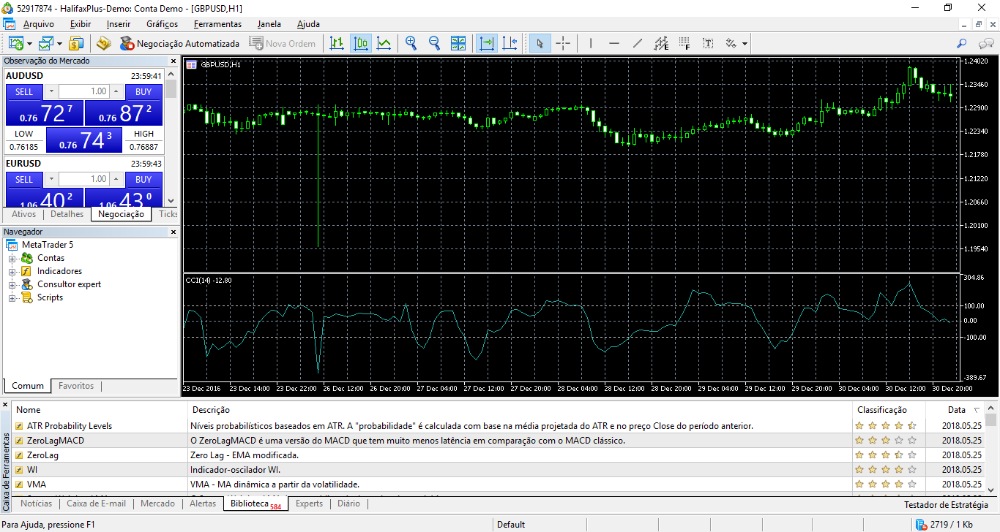 52917874 - HalifaxPlus-Demo: Conta Demo - [GBPUSD,H1]
Arquivo Exibir Inserir Gráficos Ferramentas Janela Ajuda
Negociação Automatizada Nova Ordem
Observação do Mercado
AUDUSD 23:59:41
SELL 1.00 BUY
0.76 72 7 0.76 87 2
LOW 0.76 74 3 HIGH
0.76185 0.76887
EURUSD 23:59:43
SELL 1.00 BUY
1.06 40 2 1.06 43 0
Ativos Detalhes Negociação Ticks
Navegador
MetaTrader 5
Contas
Indicadores
Consultor expert
Scripts
Comum Favoritos
GBPUSD,H1
1.24020
1.23460
1.22900
1.22340
1.21780
1.21220
1.20660
1.20100
1.19540
CCI(14) -12.80
304.86
100.00
0.00
-100.00
-389.67
23 Dec 2016 23 Dec 14:00 23 Dec 22:00 26 Dec 12:00 26 Dec 20:00 27 Dec 04:00 27 Dec 12:00 27 Dec 20:00 28 Dec 04:00 28 Dec 12:00 28 Dec 20:00 29 Dec 04:00 29 Dec 12:00 29 Dec 20:00 30 Dec 04:00 30 Dec 12:00 30 Dec 20:00
Caixa de Ferramentas
Nome Descrição Classificação Data
ATR Probability Levels Níveis probabilísticos baseados em ATR. A "probabilidade" é calculada com base na média projetada do ATR e no preço Close do período anterior. 2018.05.25
ZeroLagMACD O ZeroLagMACD é uma versão do MACD que tem muito menos latência em comparação com o MACD clássico. 2018.05.25
ZeroLag Zero Lag - EMA modificada. 2018.05.25
WI Indicador-oscilador WI. 2018.05.25
VMA VMA - MA dinâmica a partir da volatilidade. 2018.05.25
Notícias Caixa de E-mail Mercado Alertas Biblioteca 584 Experts Diário Testador de Estratégia
Para Ajuda, pressione F1 Default 2719 / 1 Kb